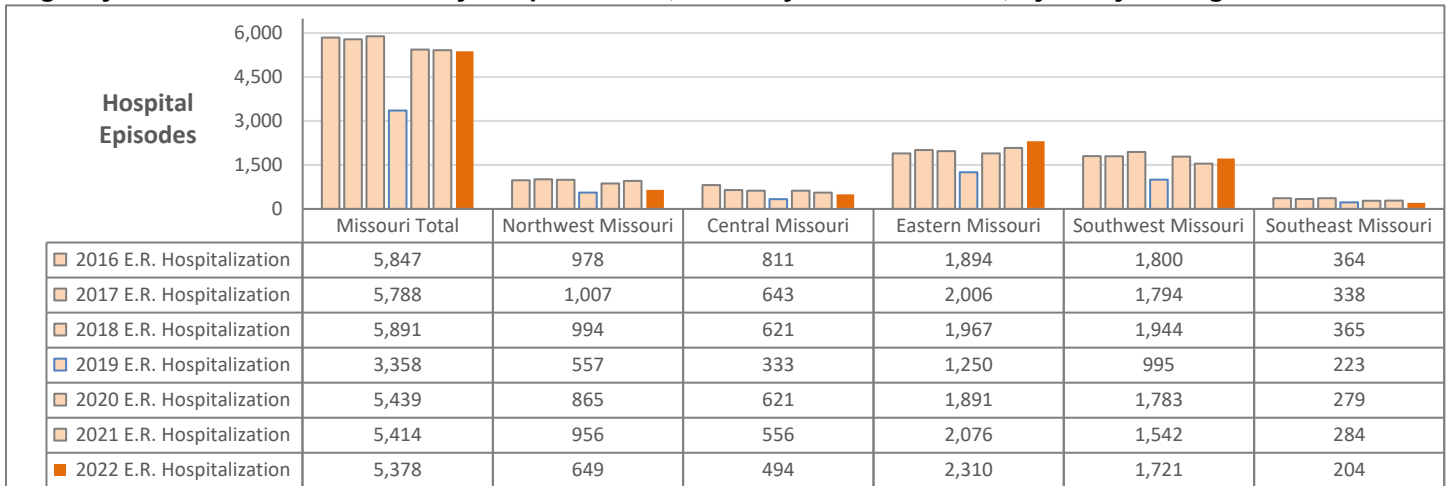 6,000
4,500
Hospital
Episodes
3,000
1,500
0
Missouri Total Northwest Missouri Central Missouri Eastern Missouri Southwest Missouri Southeast Missouri
2016 E.R. Hospitalization 5,847 978 811 1,894 1,800 364
2017 E.R. Hospitalization 5,788 1,007 643 2,006 1,794 338
2018 E.R. Hospitalization 5,891 994 621 1,967 1,944 365
2019 E.R. Hospitalization 3,358 557 333 1,250 995 223
2020 E.R. Hospitalization 5,439 865 621 1,891 1,783 279
2021 E.R. Hospitalization 5,414 956 556 2,076 1,542 284
2022 E.R. Hospitalization 5,378 649 494 2,310 1,721 204